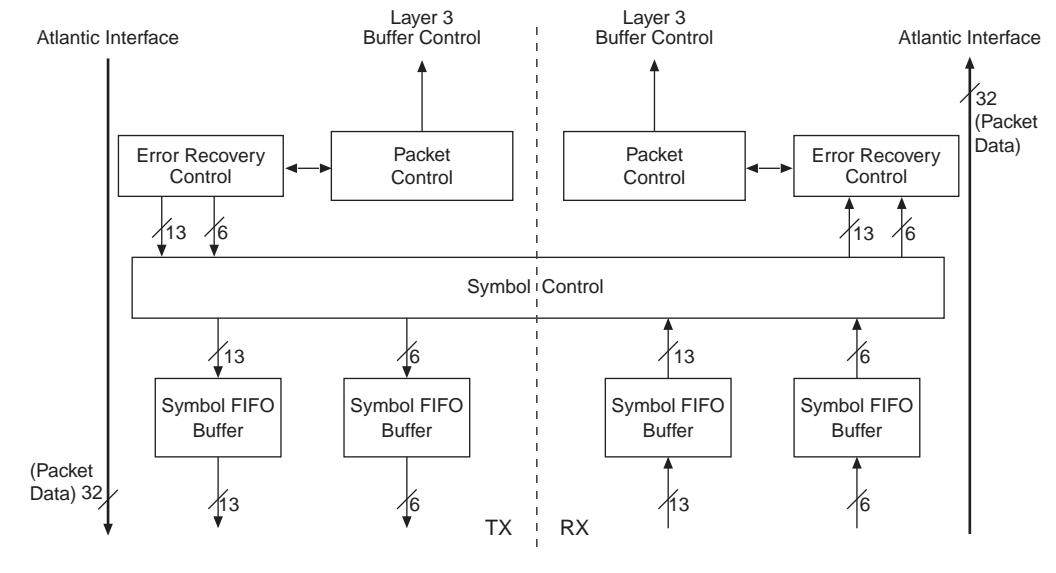 Layer 3
Buffer Control
Layer 3
Buffer Control
Atlantic Interface
Atlantic Interface
32
(Packet
Data)
Error Recovery
Control
Packet
Control
Packet
Control
Error Recovery
Control
13
6
13
6
Symbol Control
13
6
13
6
Symbol FIFO
Buffer
Symbol FIFO
Buffer
Symbol FIFO
Buffer
Symbol FIFO
Buffer
(Packet
Data) 32
13
6
13
6
TX
RX